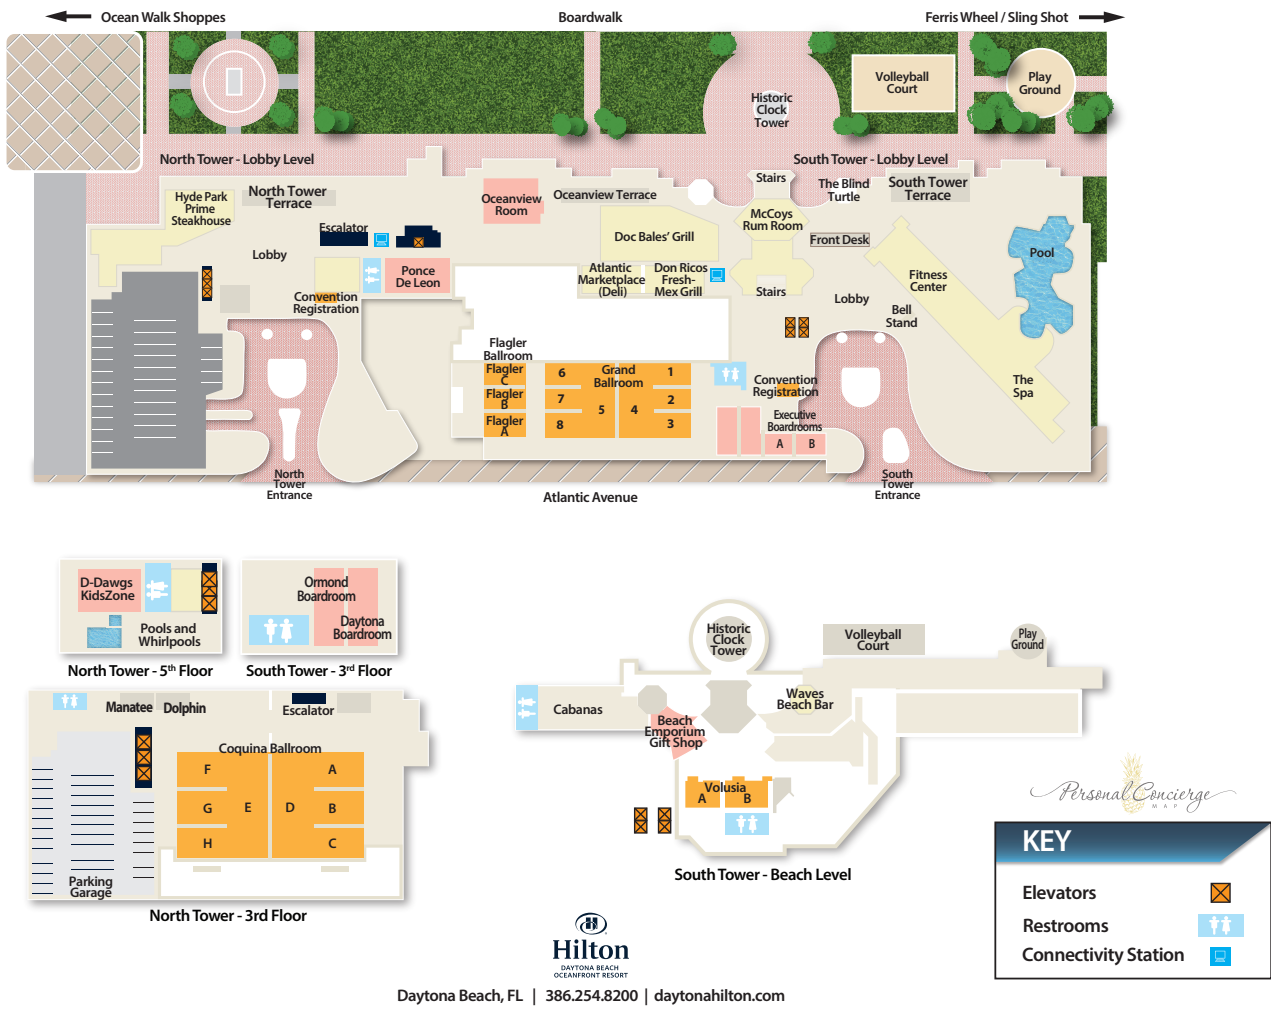 Ocean Walk Shoppes
Boardwalk
Ferris Wheel / Sling Shot
Volleyball
Court
Play
Ground
Historic
Clock
Tower
North Tower - Lobby Level
South Tower - Lobby Level
Hyde Park
Prime
Steakhouse
North Tower
Terrace
Oceanview
Room
Oceanview Terrace
Stairs
The Blind
Turtle
South Tower
Terrace
Escalator
Lobby
McCoys
Rum Room
Doc Bales' Grill
Front Desk
Pool
Ponce
De Leon
Atlantic
Marketplace
(Deli)
Don Ricos
Fresh-
Mex Grill
Stairs
Fitness
Center
Convention
Registration
Lobby
Bell
Stand
Flagler
Ballroom
Flagler
C
Flagler
B
Flagler
A
6
7
8
Grand
Ballroom
5
4
1
2
3
Convention
Registration
Executive
Boardrooms
A
B
The
Spa
North
Tower
Entrance
Atlantic Avenue
South
Tower
Entrance
D-Dawgs
KidsZone
Pools and
Whirlpools
North Tower - 5th Floor
Ormond
Boardroom
Daytona
Boardroom
South Tower - 3rd Floor
Manatee
Dolphin
Escalator
Coquina Ballroom
F
G
H
E
D
A
B
C
Parking
Garage
North Tower - 3rd Floor
Historic
Clock
Tower
Volleyball
Court
Play
Ground
Cabanas
Waves
Beach Bar
Beach
Emporium
Gift Shop
Volusia
A
B
South Tower - Beach Level
Personal Concierge
MAP
KEY
Elevators
Restrooms
Connectivity Station
H
Hilton
DAYTONA BEACH
OCEANFRONT RESORT
Daytona Beach, FL | 386.254.8200 | daytonahilton.com